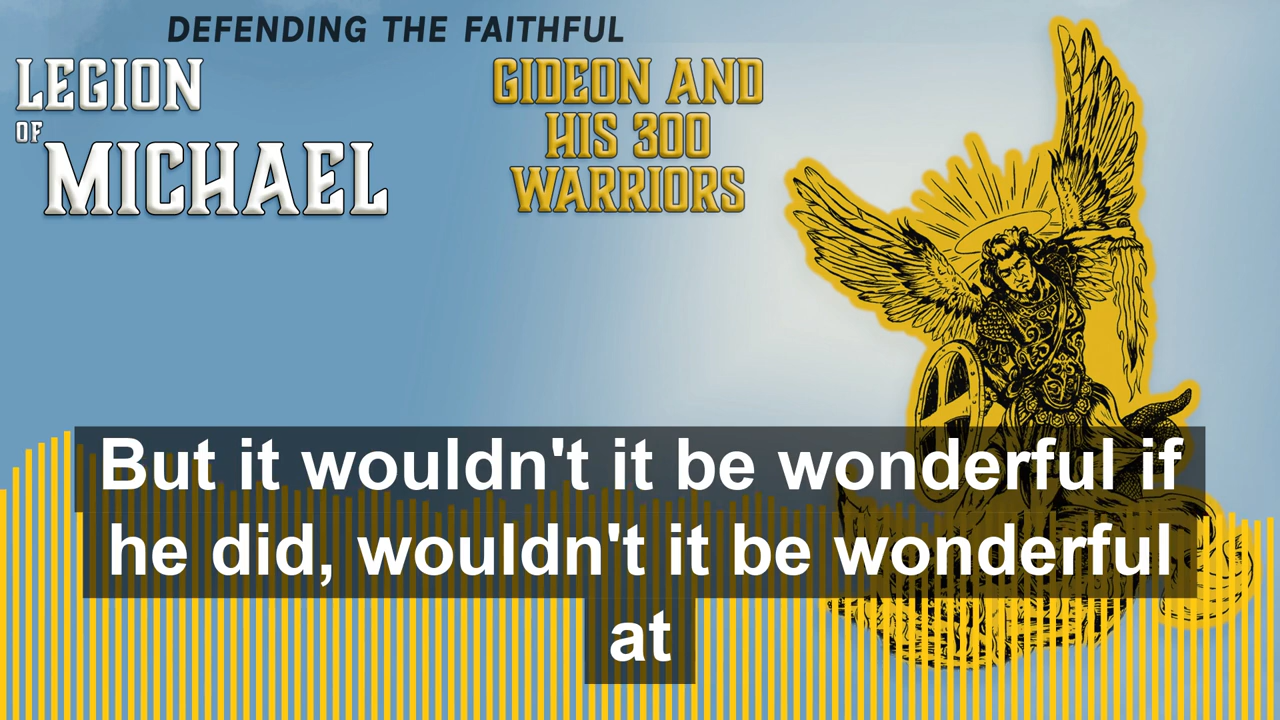 DEFENDING THE FAITHFUL
LEGION
OF
MICHAEL
GIDEON AND
HIS 300
WARRIORS
But it wouldn't it be wonderful if
he did, wouldn't it be wonderful
at